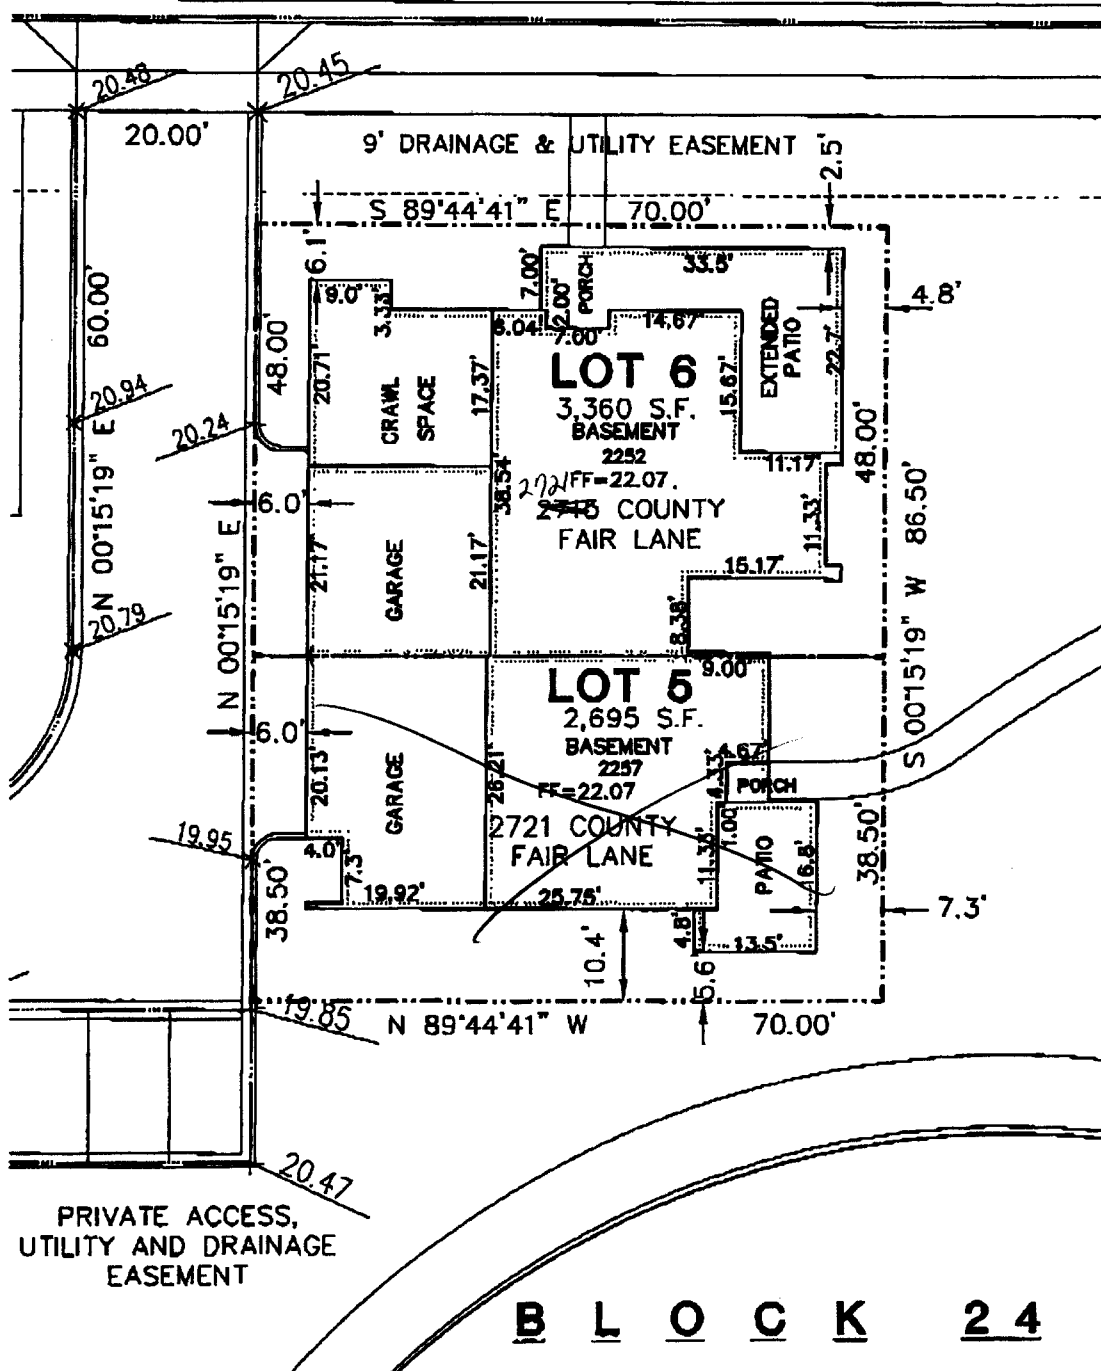 20.48
20.45
20.00'
9' DRAINAGE & UTILITY EASEMENT
2.5'
S 89°44'41" E 70.00'
6.1'
9.0'
3.33'
7.00'
2.00'
PORCH
33.5'
4.8'
60.00'
48.00'
20.71'
CRAWL
SPACE
17.37'
6.04'
7.00'
14.67'
EXTENDED
PATIO
22.7'
15.67'
LOT 6
3,360 S.F.
BASEMENT
2252
FF=22.07
2721
COUNTY
FAIR LANE
38.54'
11.17'
11.33'
15.17'
8.38'
48.00'
86.50'
20.94
20.24
N 00°15'19" E
6.0'
N 00°15'19" E
21.17'
GARAGE
21.17'
20.79
S 00°15'19" W
9.00'
LOT 5
2,695 S.F.
BASEMENT
2257
FF=22.07
2721 COUNTY
FAIR LANE
6.0'
20.13'
GARAGE
26.21'
4.67'
4.33'
PORCH
1.00'
11.33'
PATIO
16.5'
38.50'
19.95
4.0'
7.3'
19.92'
25.75'
38.50'
7.3'
4.8'
13.5'
10.4'
5.6
19.85
N 89°44'41" W 70.00'
20.47
PRIVATE ACCESS,
UTILITY AND DRAINAGE
EASEMENT
BLOCK 24